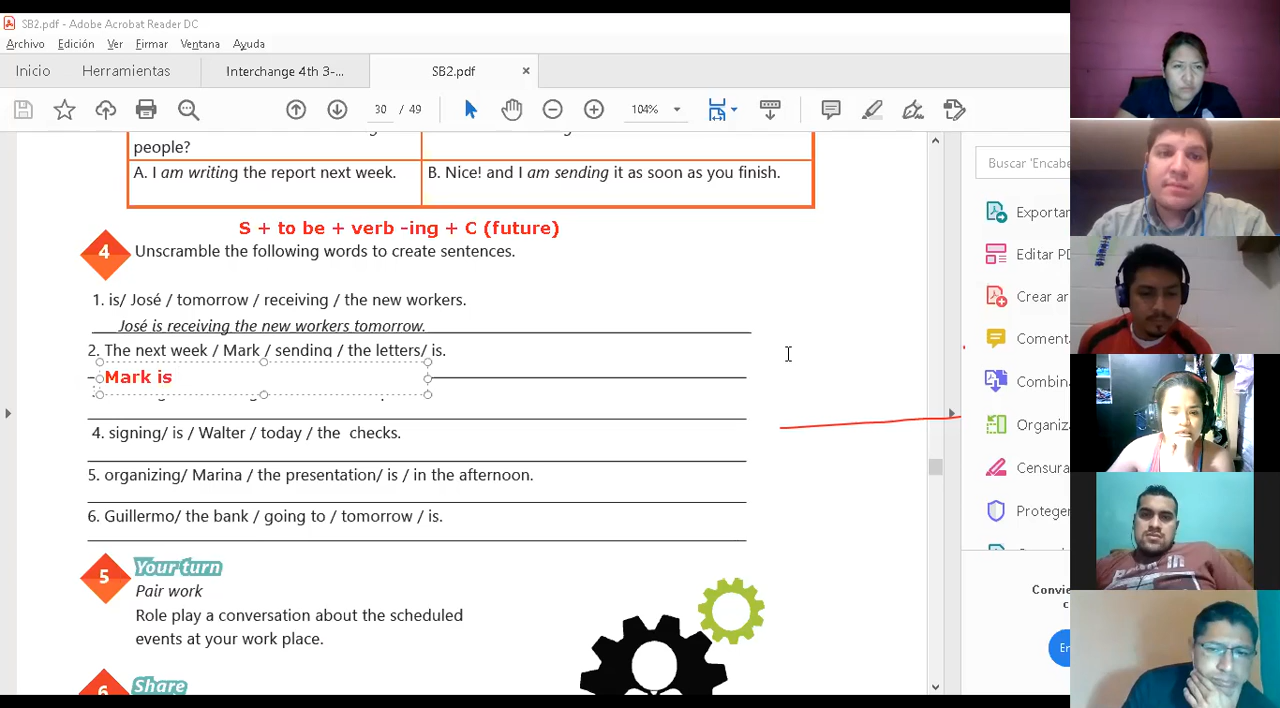 SB2.pdf - Adobe Acrobat Reader DC
Archivo Edición Ver Firmar Ventana Ayuda
Inicio Herramientas Interchange 4th 3-... SB2.pdf ×
30 / 49 104%
people?
A. I am writing the report next week. B. Nice! and I am sending it as soon as you finish.
S + to be + verb -ing + C (future)
4 Unscramble the following words to create sentences.
1. is/ José / tomorrow / receiving / the new workers.
José is receiving the new workers tomorrow.
2. The next week / Mark / sending / the letters/ is.
Mark is
4. signing/ is / Walter / today / the checks.
5. organizing/ Marina / the presentation/ is / in the afternoon.
6. Guillermo/ the bank / going to / tomorrow / is.
5 Your turn
Pair work
Role play a conversation about the scheduled
events at your work place.
6 Share
Buscar 'Encabe
Exportar
Editar PD
Crear ar
Comenta
Combin
Organiz
Censura
Proteger
Convie